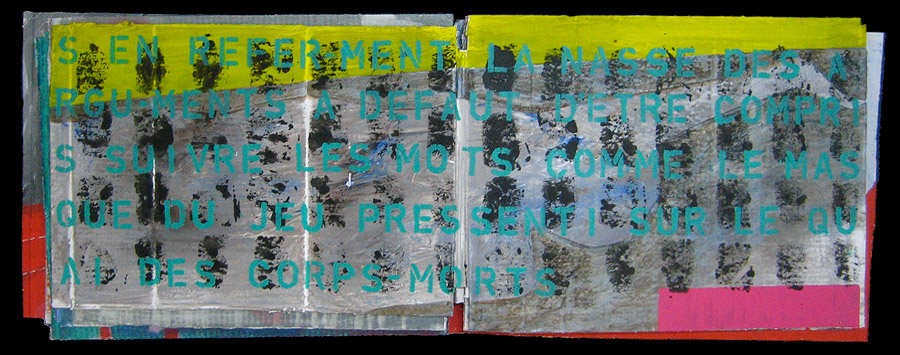 S EN REFERMENT LA NASSE DES A
RGU-MENTS A DEFAUT D'ETRE COMPRI
S SUIVRE LES MOTS COMME LE MAS
QUE DU JEU PRESSENTI SUR LE QU
AI DES CORPS-MORTS